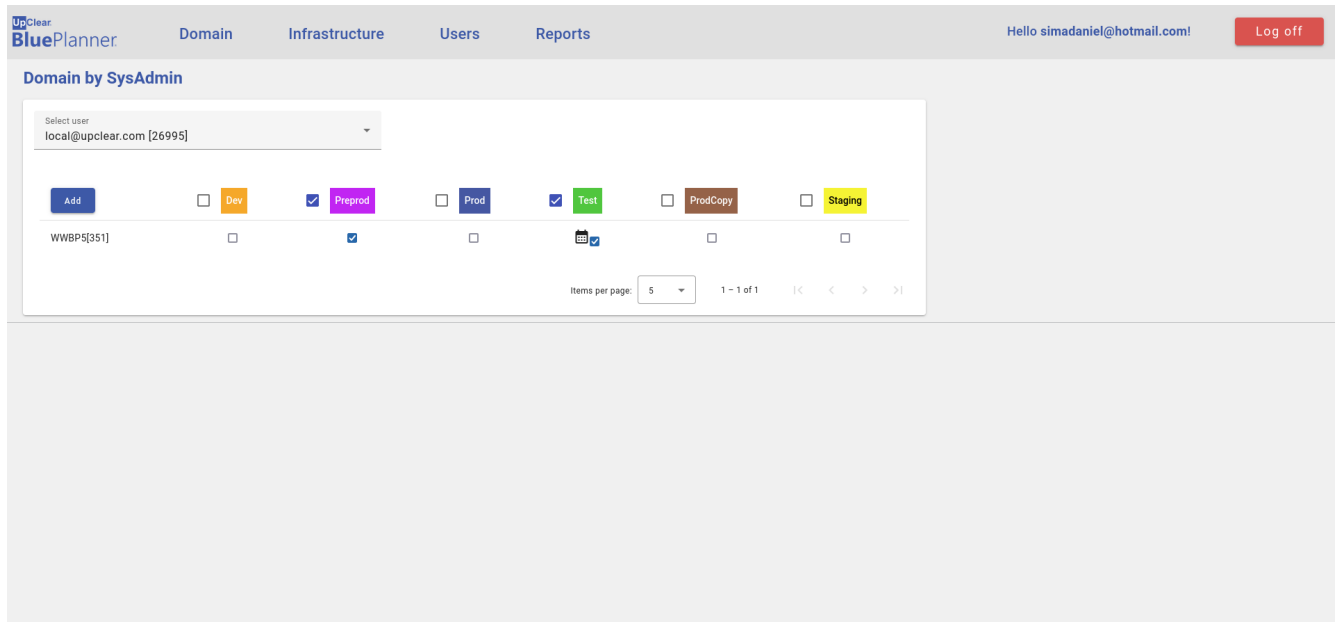 UpClear
BluePlanner
Domain Infrastructure Users Reports
Hello simadaniel@hotmail.com!
Log off
Domain by SysAdmin
Select user
local@upclear.com [26995]
Add Dev Preprod Prod Test ProdCopy Staging
WWBP5[351]
Items per page: 5 1 – 1 of 1